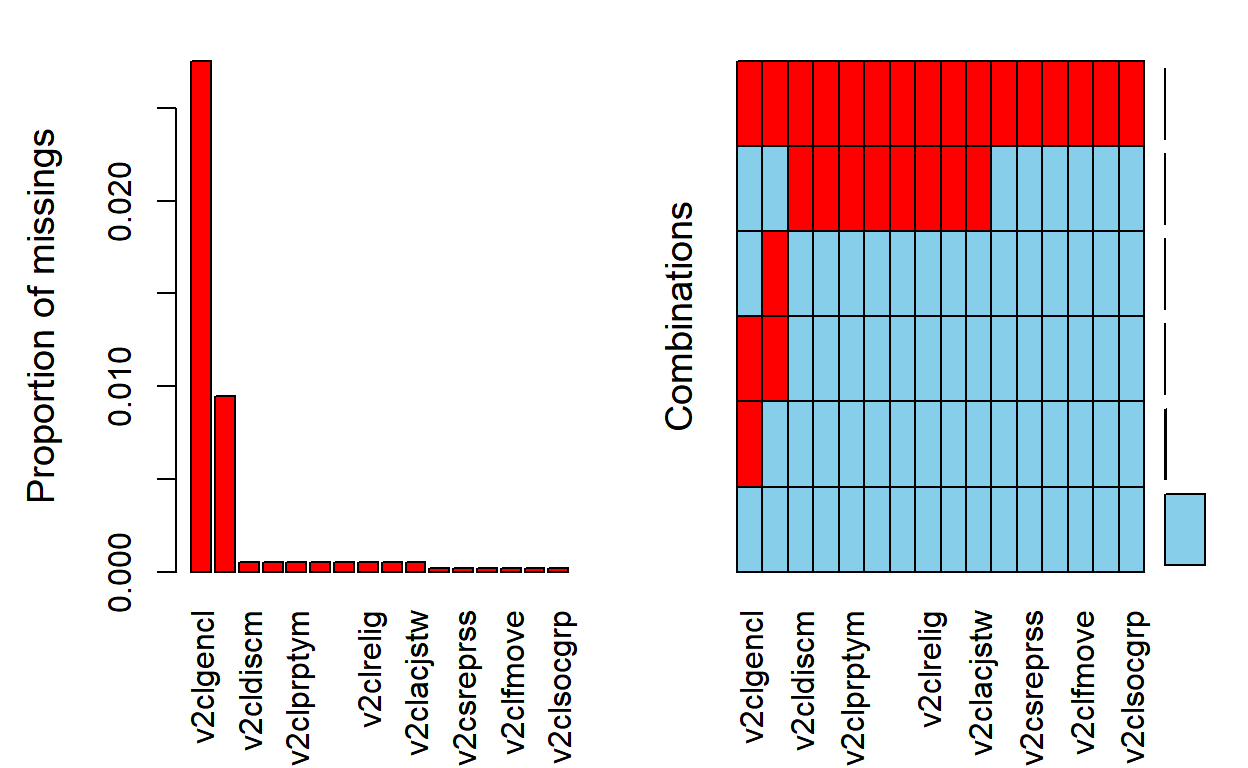 Proportion of missings
0.000
0.010
0.020
v2clgencl
v2cldiscm
v2clprptym
v2clrelig
v2clacjstw
v2csreprss
v2clfmove
v2clsocgrp
Combinations
v2clgencl
v2cldiscm
v2clprptym
v2clrelig
v2clacjstw
v2csreprss
v2clfmove
v2clsocgrp